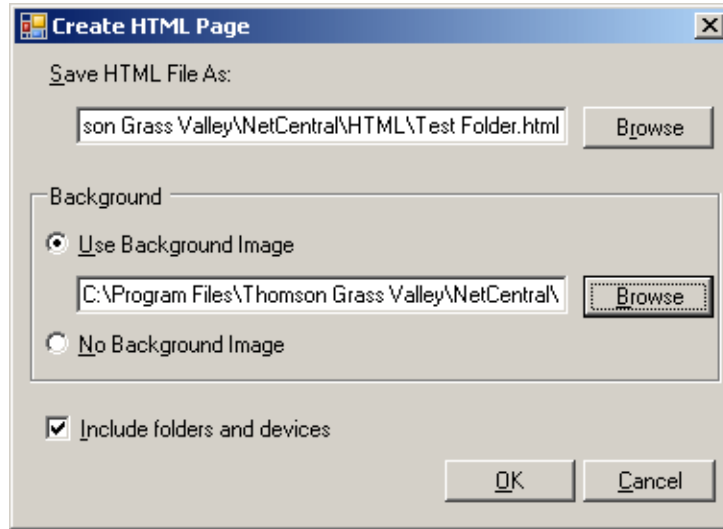 Create HTML Page
Save HTML File As:
son Grass Valley\NetCentral\HTML\Test Folder.html
Browse
Background
Use Background Image
C:\Program Files\Thomson Grass Valley\NetCentral\
Browse
No Background Image
Include folders and devices
OK
Cancel